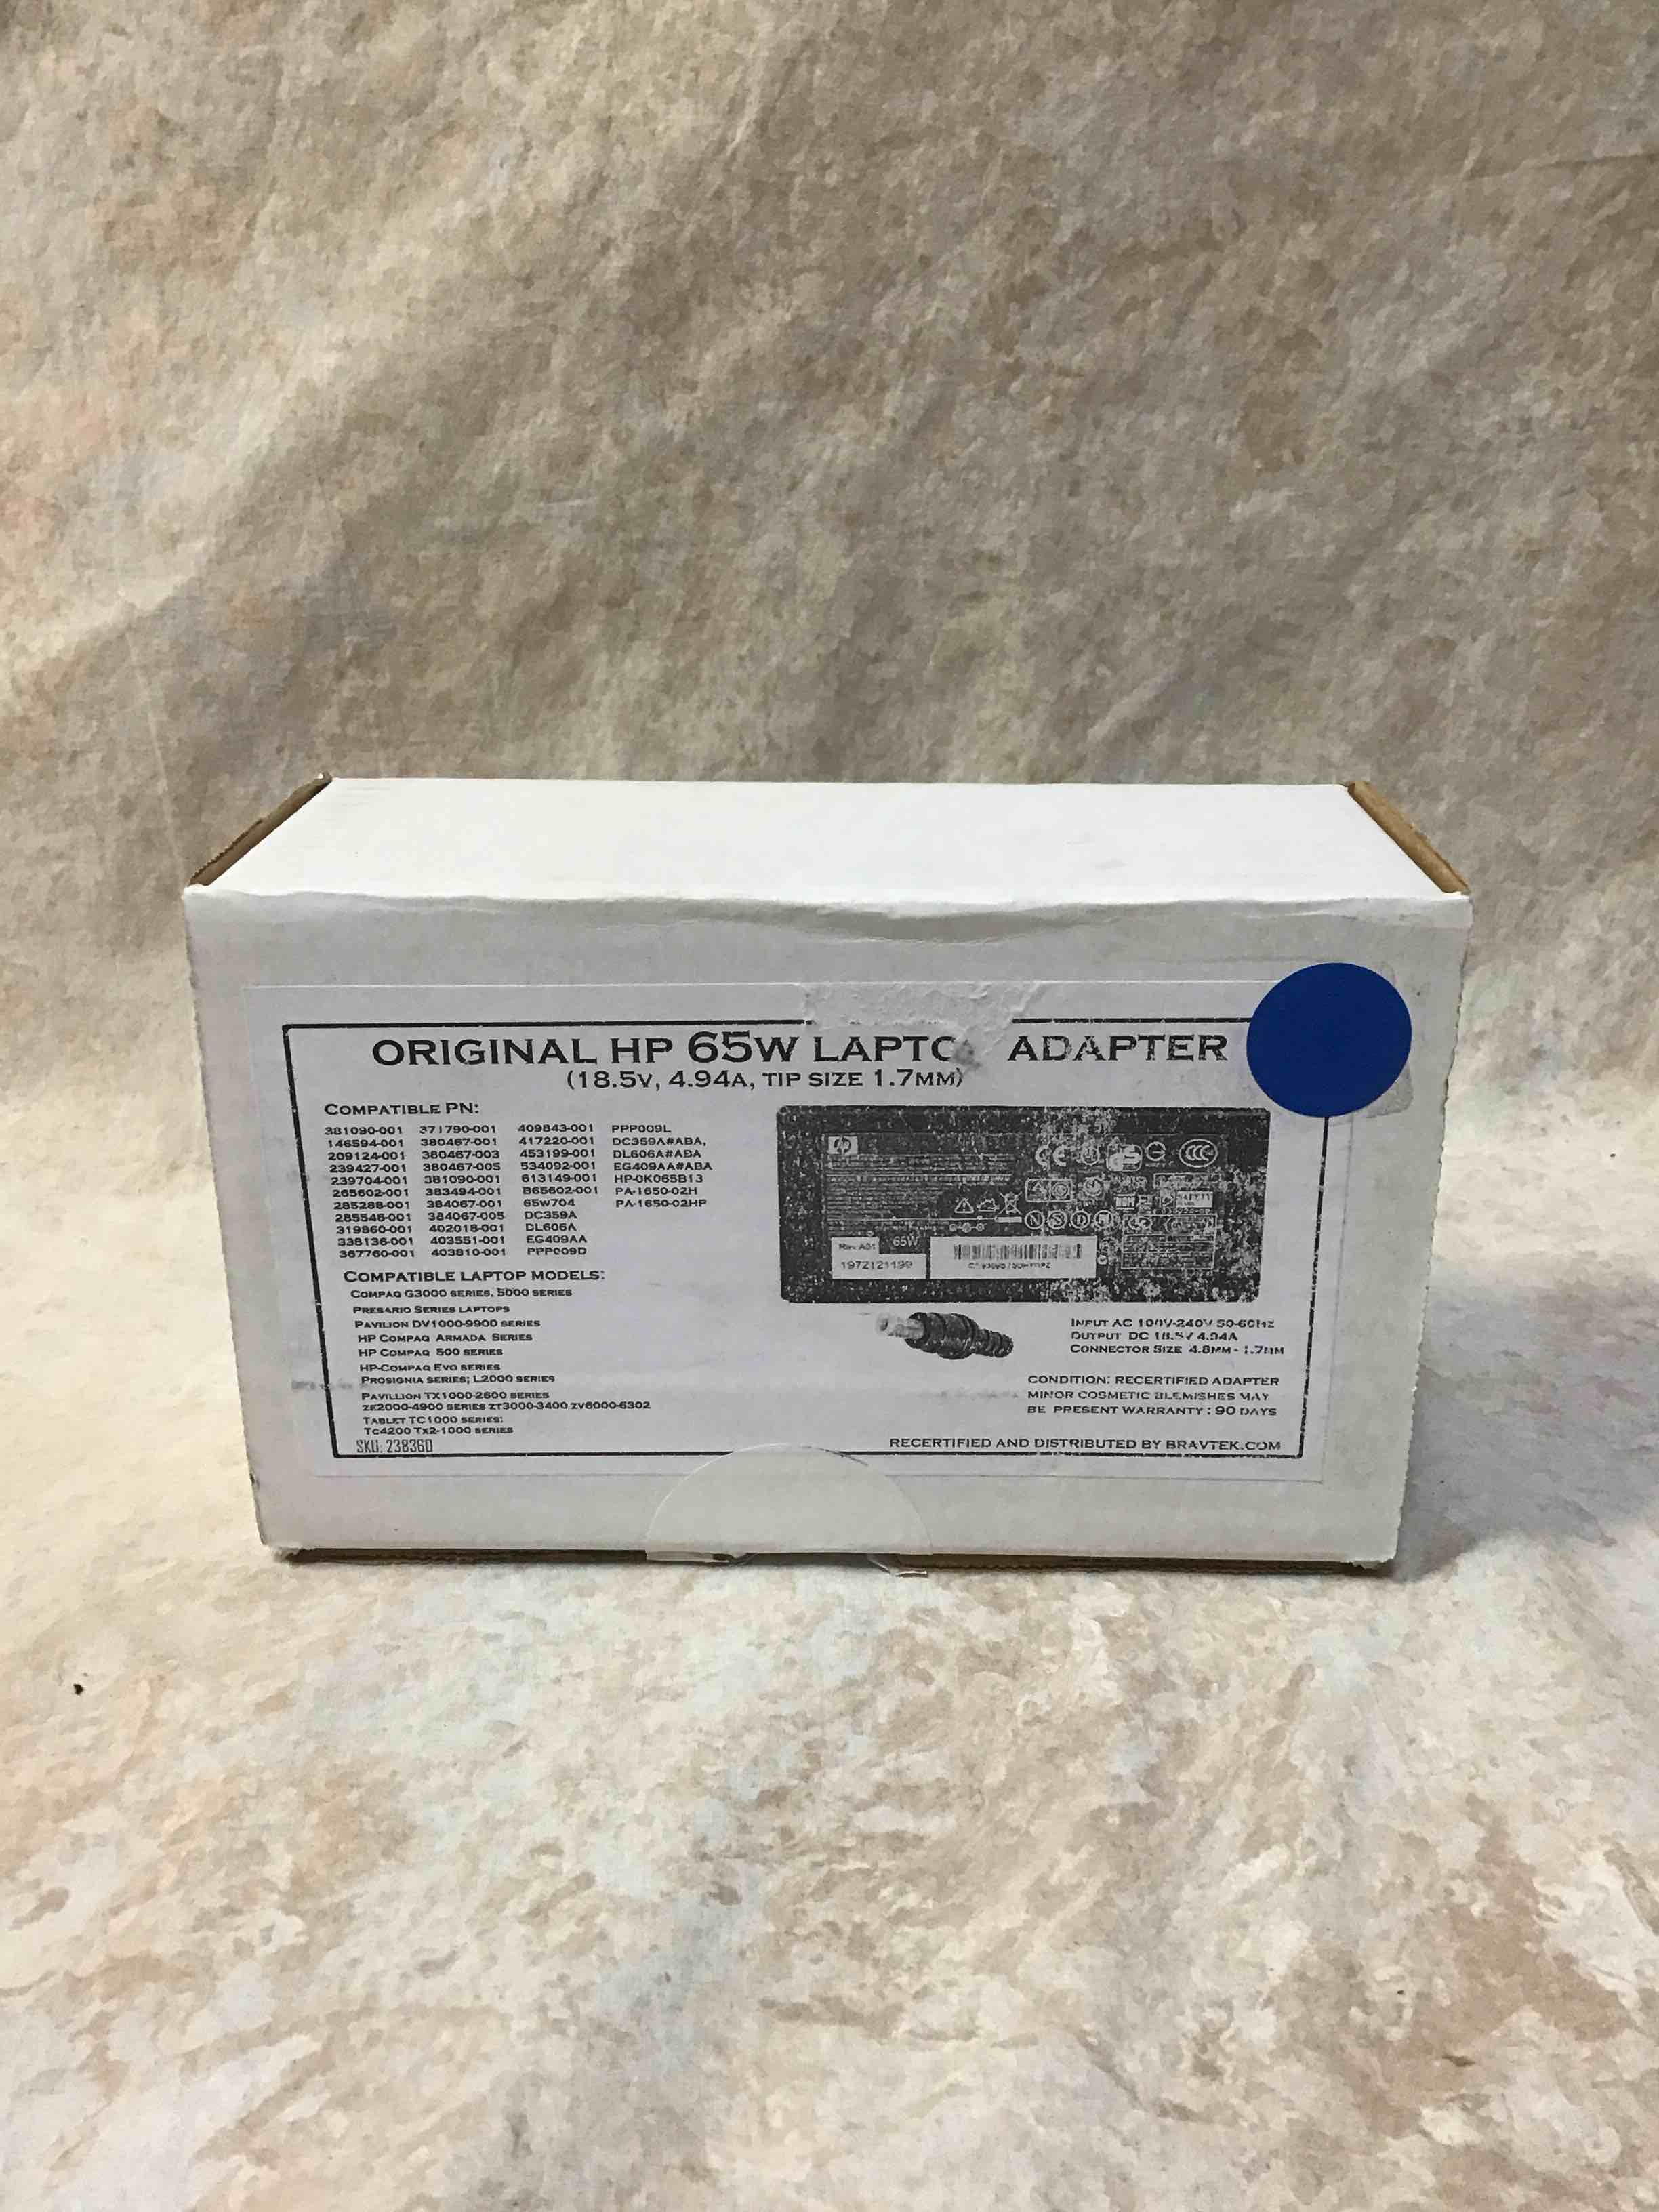 ORIGINAL HP 65W LAPTO ADAPTER
(18.5V, 4.94A, TIP SIZE 1.7MM)
COMPATIBLE PN:
381090-001 371790-001 409843-001 PPP009L
146594-001 380467-001 417220-001 DC359A#ABA,
209124-001 380467-003 453199-001 DL606A#ABA
239427-001 380467-005 534092-001 EG409AA#ABA
239704-001 381090-001 613149-001 HP-OK065B13
265602-001 383494-001 B65602-001 PA-1650-02H
285288-001 384067-001 65W704 PA-1650-02HP
285546-001 384067-005 DC359A
319860-001 402018-001 DL606A
338136-001 403551-001 EG409AA
367760-001 403810-001 PPP009D
COMPATIBLE LAPTOP MODELS:
COMPAQ G3000 SERIES, 5000 SERIES
PRESARIO SERIES LAPTOPS
PAVILION DV1000-9900 SERIES
HP COMPAQ ARMADA SERIES
HP COMPAQ 500 SERIES
HP-COMPAQ EVO SERIES
PROSIGNIA SERIES; L2000 SERIES
PAVILLION TX1000-2600 SERIES
ZE2000-4900 SERIES ZT3000-3400 ZV6000-6302
TABLET TC1000 SERIES:
TC4200 TX2-1000 SERIES
SKU: 238360
hp
65W
Rev. A01
1972121199
INPUT AC 100V-240V 50-60HZ
OUTPUT DC 18.5V 4.94A
CONNECTOR SIZE 4.8MM - 1.7MM
CONDITION: RECERTIFIED ADAPTER
MINOR COSMETIC BLEMISHES MAY
BE PRESENT WARRANTY: 90 DAYS
RECERTIFIED AND DISTRIBUTED BY BRAVTEK.COM